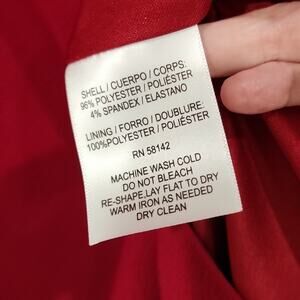 SHELL / CUERPO / CORPS:
96% POLYESTER / POLIÉSTER
4% SPANDEX / ELASTANO
LINING / FORRO / DOUBLURE:
100%POLYESTER / POLIÉSTER
RN 58142
MACHINE WASH COLD
DO NOT BLEACH
RE-SHAPE,LAY FLAT TO DRY
WARM IRON AS NEEDED
DRY CLEAN